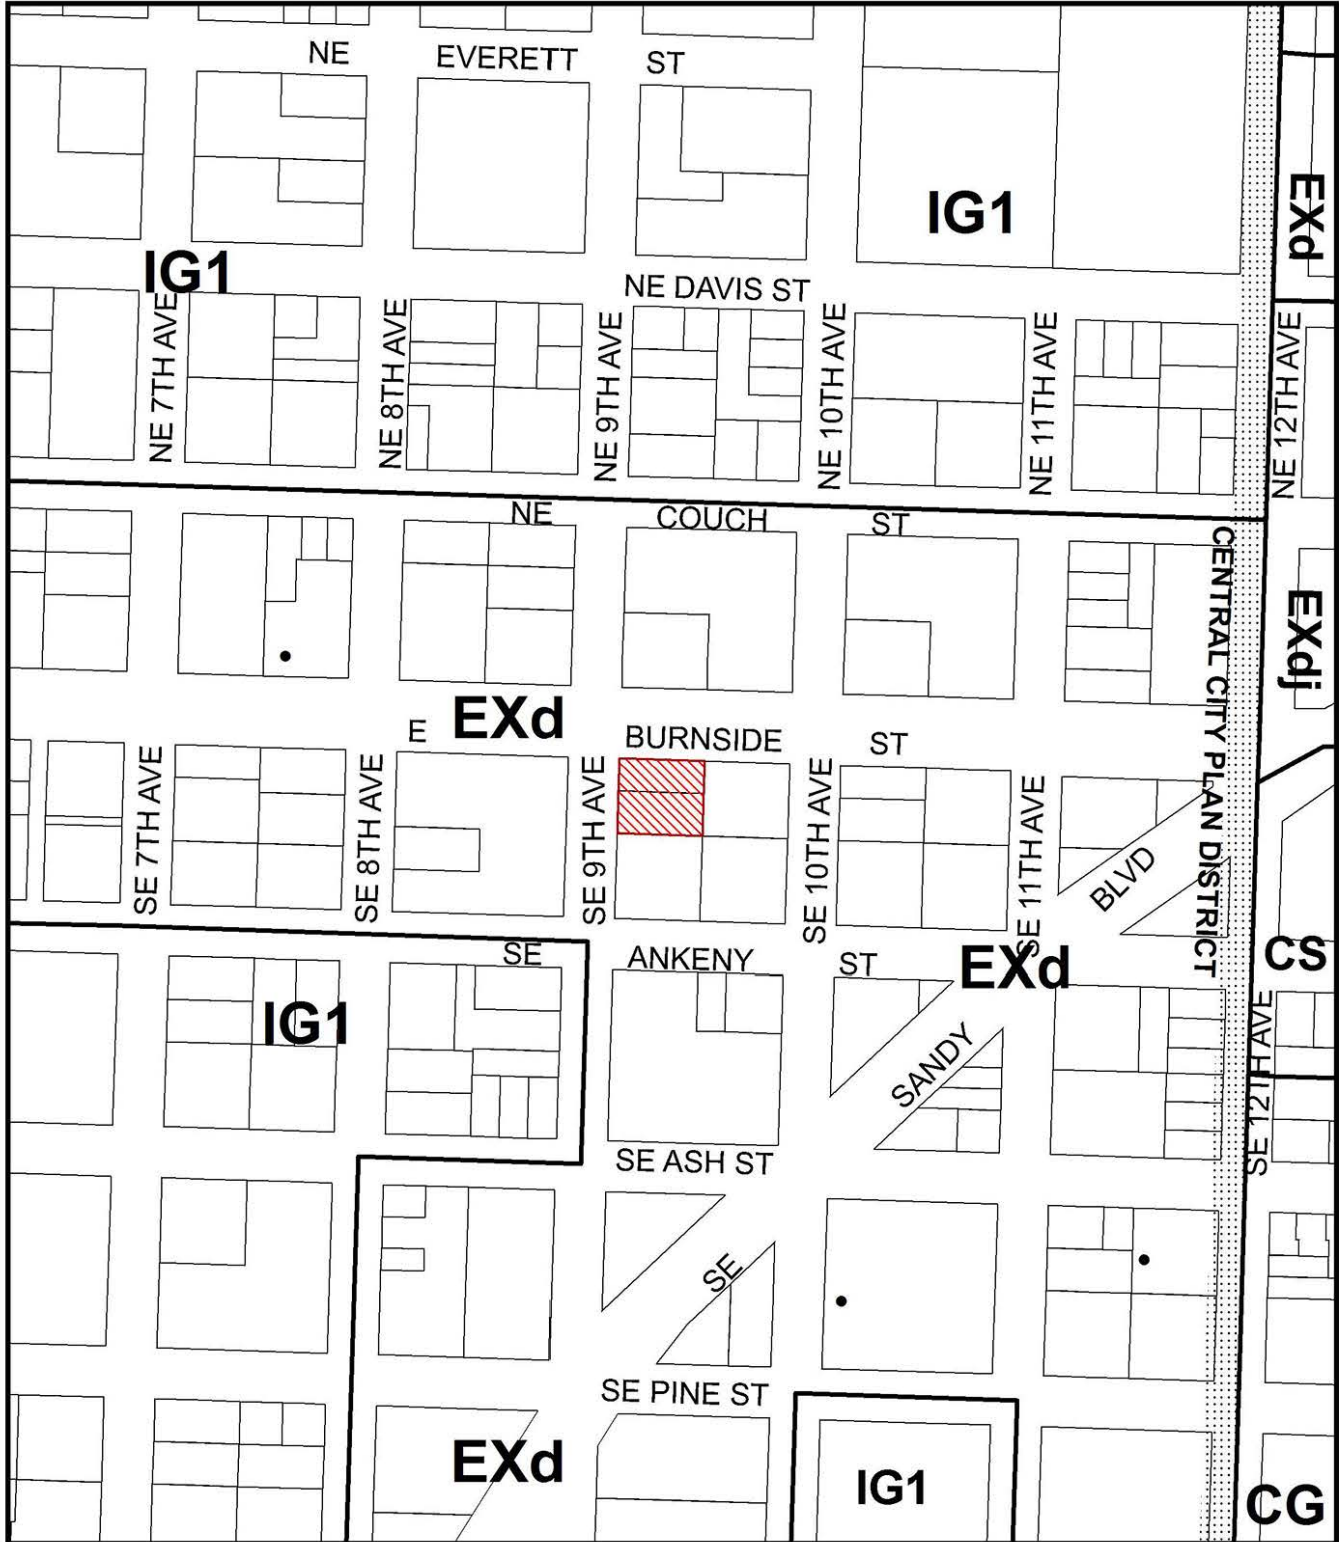 NE EVERETT ST
IG1
EXd
IG1
NE DAVIS ST
NE 7TH AVE
NE 8TH AVE
NE 9TH AVE
NE 10TH AVE
NE 11TH AVE
NE 12TH AVE
NE COUCH ST
CENTRAL CITY PLAN DISTRICT
EXdj
EXd
E BURNSIDE ST
SE 7TH AVE
SE 8TH AVE
SE 9TH AVE
SE 10TH AVE
SE 11TH AVE
BLVD
SE ANKENY ST
EXd
CS
IG1
SANDY
SE 12TH AVE
SE ASH ST
SE
SE PINE ST
EXd
IG1
CG